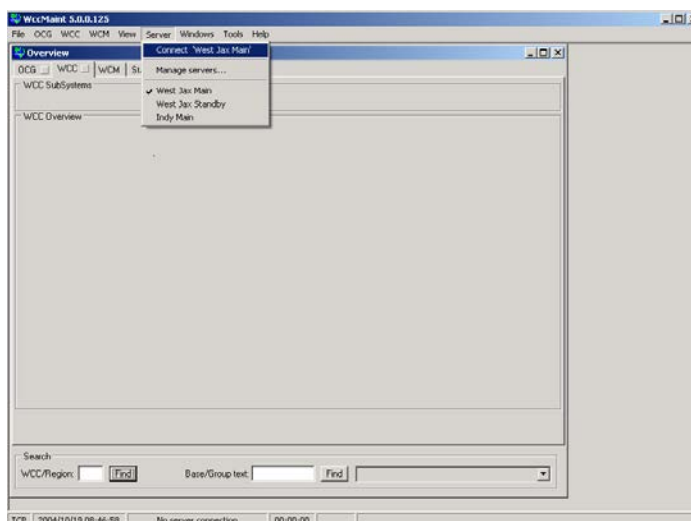 WccMaint 5.0.0.125
File OCG WCC WCM View Server Windows Tools Help
Overview
Connect 'West Jax Main'
OCG WCC WCM St
Manage servers...
WCC SubSystems
West Jax Main
West Jax Standby
Indy Main
WCC Overview
Search
WCC/Region: Find Base/Group text: Find
TCP 2004/10/19 08:46:59 No server connection 00:00:00